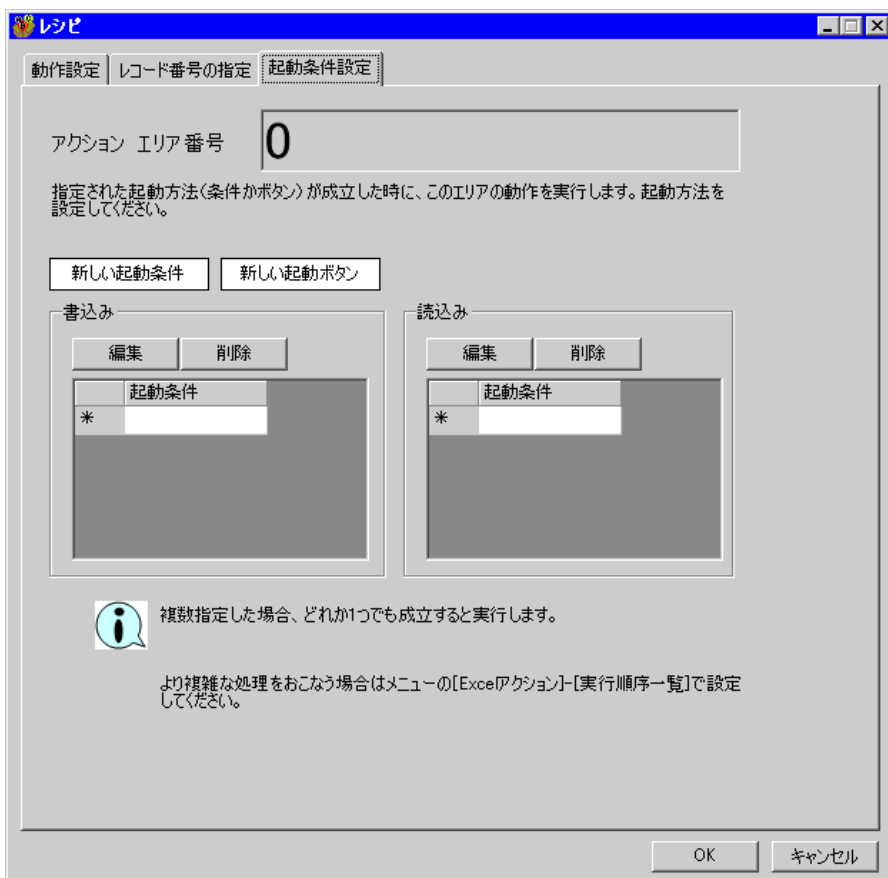 レシピ
動作設定 レコード番号の指定 起動条件設定
アクション エリア番号 0
指定された起動方法(条件かボタン)が成立した時に、このエリアの動作を実行します。起動方法を
設定してください。
新しい起動条件 新しい起動ボタン
書込み 読込み
編集 削除 編集 削除
起動条件 起動条件
* *
複数指定した場合、どれか1つでも成立すると実行します。
より複雑な処理をおこなう場合はメニューの[Excelアクション]-[実行順序一覧]で設定
してください。
OK キャンセル